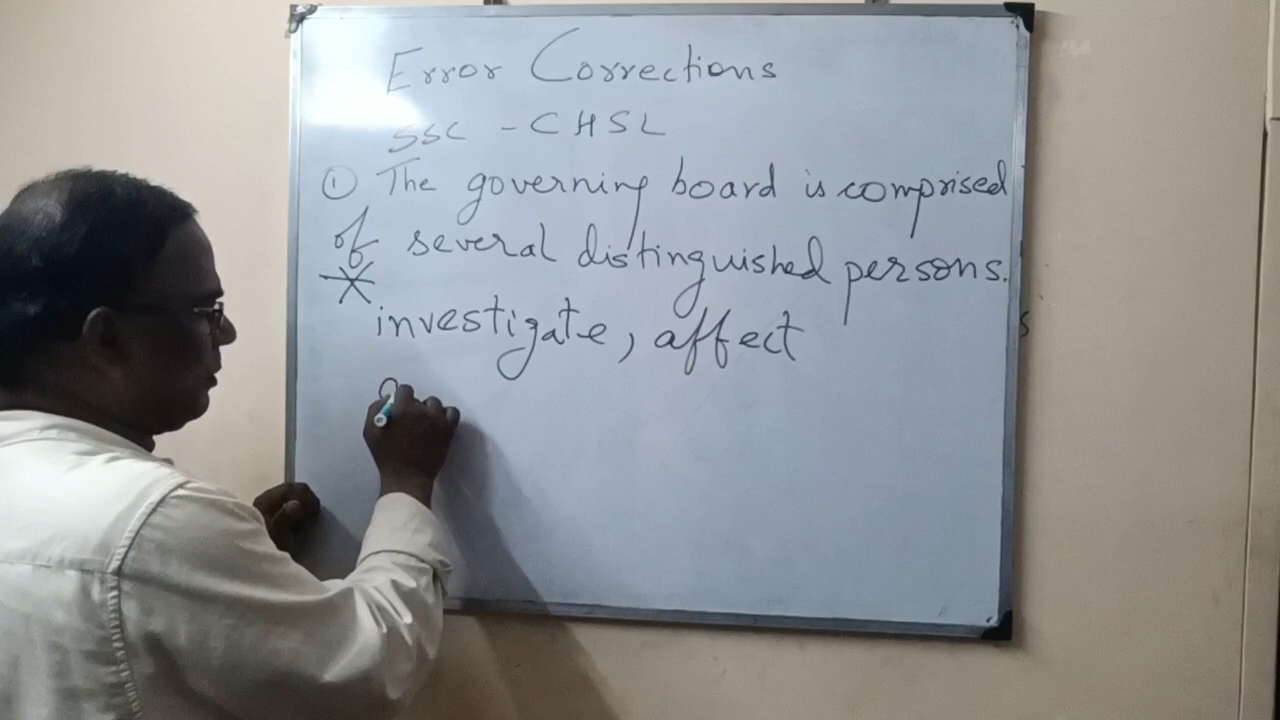 Error Corrections
SSC - CHSL
① The governing board is comprised
of several distinguished persons.
investigate, affect